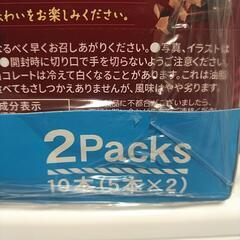 わいをお楽しみください。
るべく早くお召しあがりください。●写真、イラストは
●開封時に切り口で手を切らないようご注意ください。
コレートは冷えて白くなることがあります。これは油脂
べてもさしつかえありませんが、風味はやや劣ります。
成分表示
2Packs
10本(5本×2)